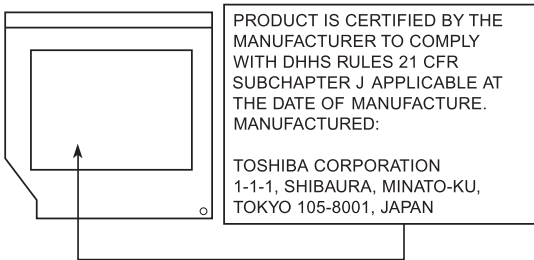 PRODUCT IS CERTIFIED BY THE
MANUFACTURER TO COMPLY
WITH DHHS RULES 21 CFR
SUBCHAPTER J APPLICABLE AT
THE DATE OF MANUFACTURE.
MANUFACTURED:
TOSHIBA CORPORATION
1-1-1, SHIBAURA, MINATO-KU,
TOKYO 105-8001, JAPAN